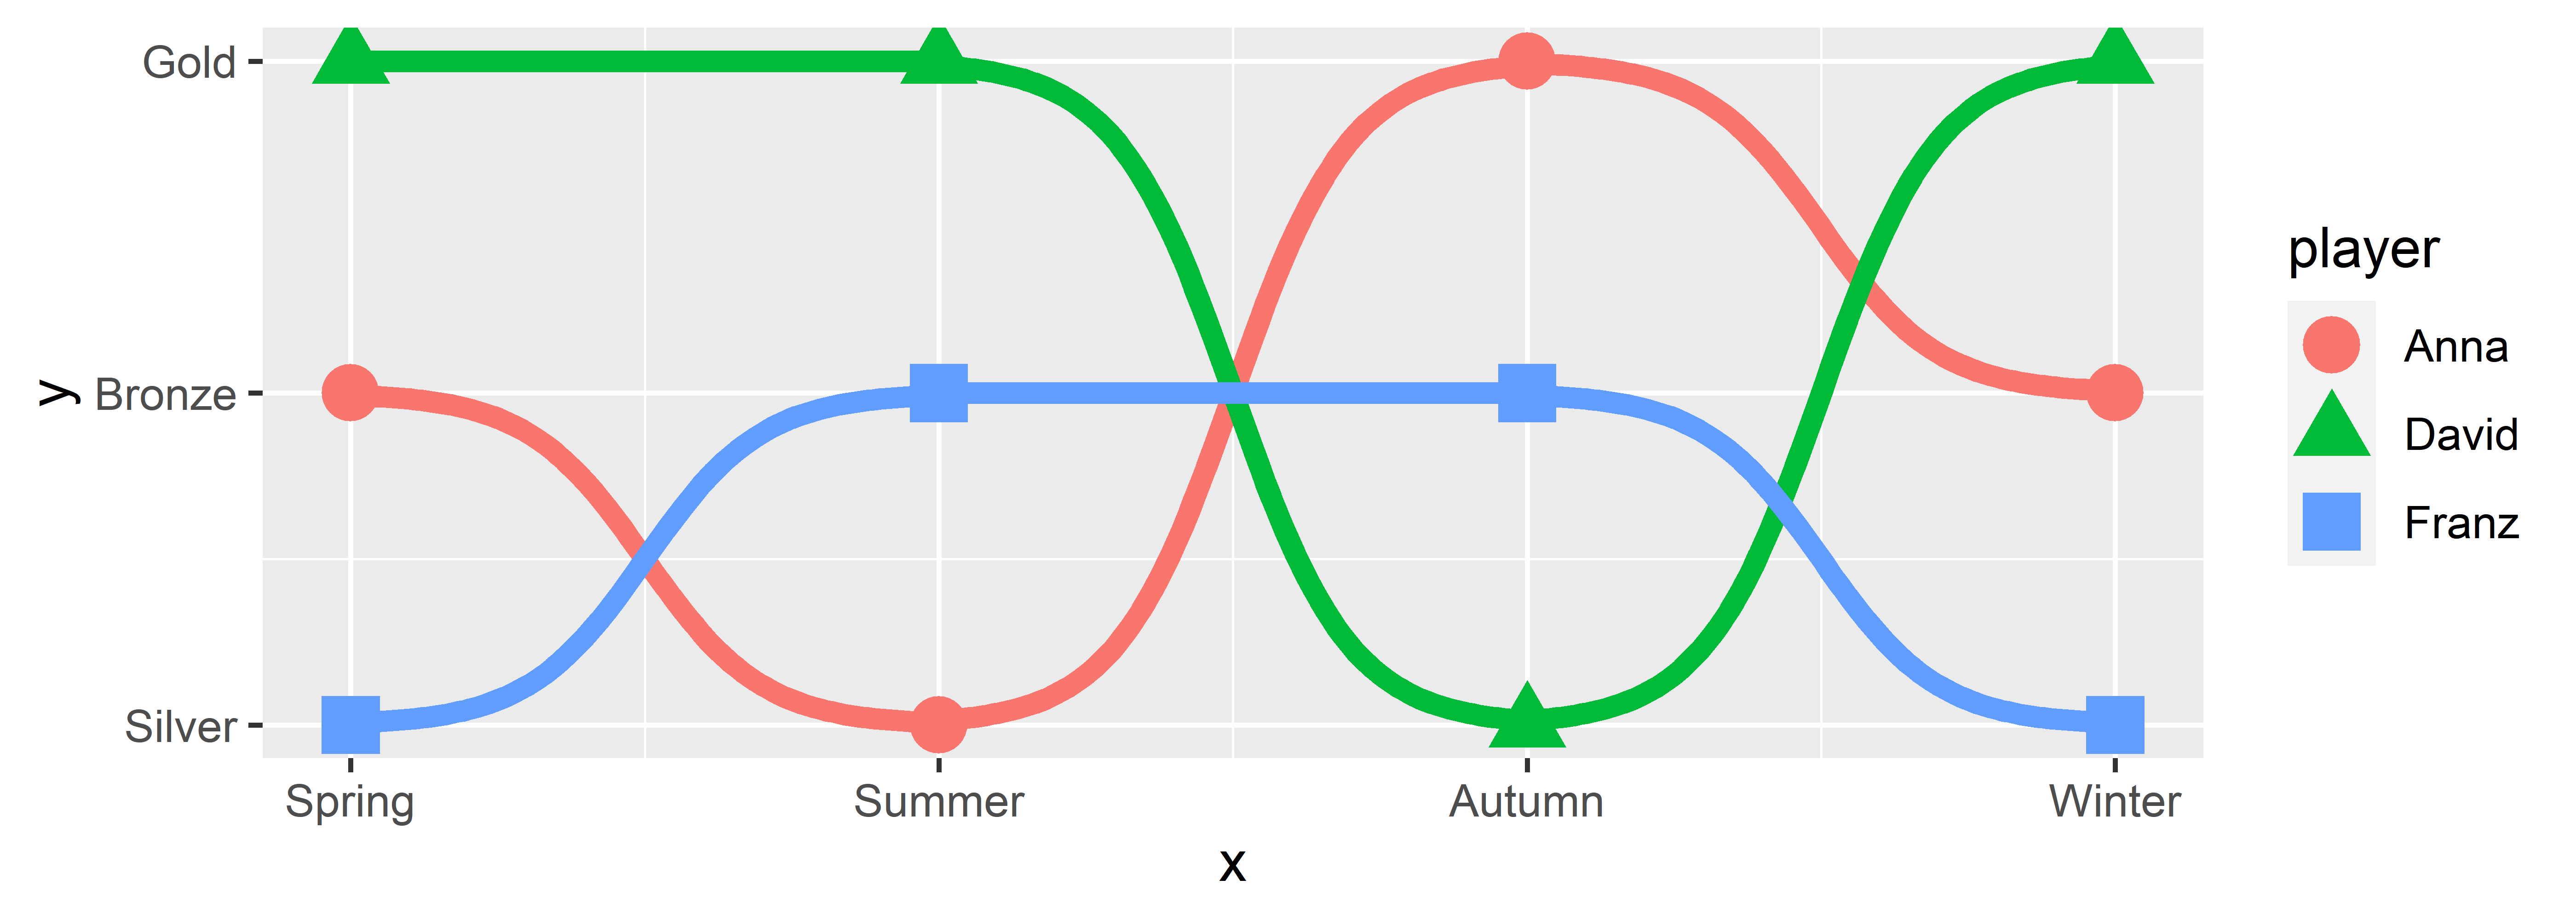 Gold
Bronze
Silver
y
Spring Summer Autumn Winter
x
player
Anna
David
Franz